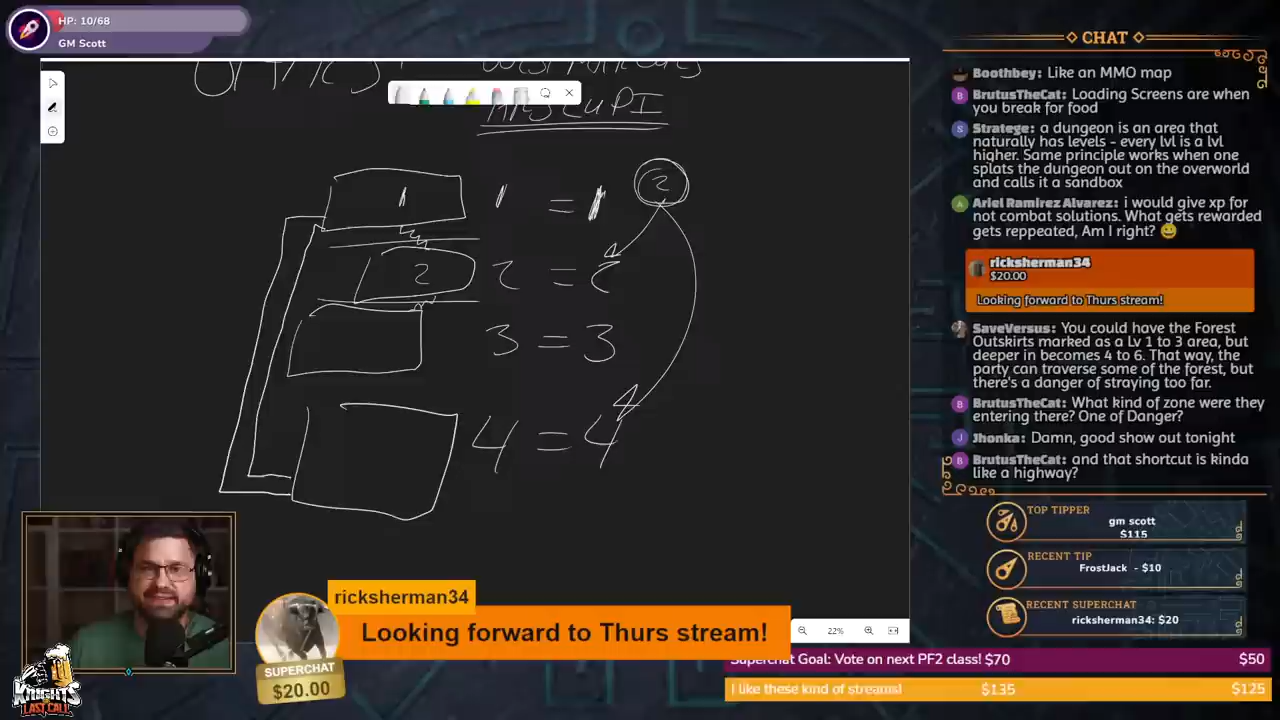 HP: 10/68
GM Scott
1 1 = 1 2
2 2 = 2
3 = 3
4 = 4
22%
CHAT
Boothbey: Like an MMO map
BrutusTheCat: Loading Screens are when
you break for food
Stratege: a dungeon is an area that
naturally has levels - every lvl is a lvl
higher. Same principle works when one
splats the dungeon out on the overworld
and calls it a sandbox
Ariel Ramirez Alvarez: i would give xp for
not combat solutions. What gets rewarded
gets reppeated, Am I right? 😀
ricksherman34
$20.00
Looking forward to Thurs stream!
SaveVersus: You could have the Forest
Outskirts marked as a Lv 1 to 3 area, but
deeper in becomes 4 to 6. That way, the
party can traverse some of the forest, but
there's a danger of straying too far.
BrutusTheCat: What kind of zone were they
entering there? One of Danger?
Jhonka: Damn, good show out tonight
BrutusTheCat: and that shortcut is kinda
like a highway?
TOP TIPPER
gm scott
$115
RECENT TIP
FrostJack - $10
RECENT SUPERCHAT
ricksherman34: $20
ricksherman34
Looking forward to Thurs stream!
SUPERCHAT
$20.00
Superchat Goal: Vote on next PF2 class! $70 $50
I like these kind of streams! $135 $125
KNIGHTS
LAST CALL